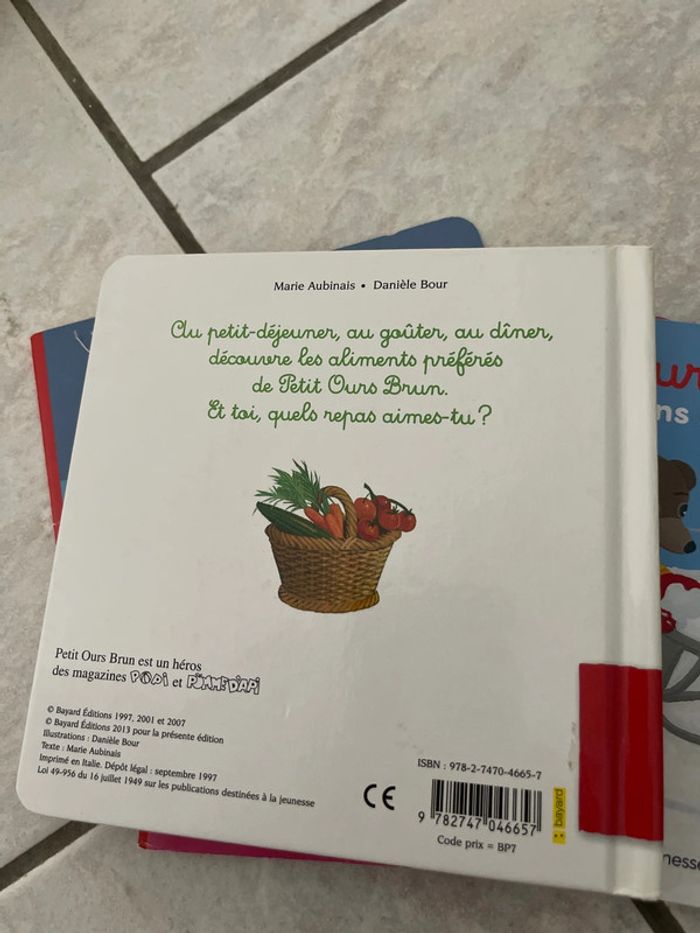 Marie Aubinais • Danièle Bour
Au petit-déjeuner, au goûter, au dîner,
découvre les aliments préférés
de Petit Ours Brun.
Et toi, quels repas aimes-tu ?
Petit Ours Brun est un héros
des magazines POPi et POMME D'API
© Bayard Éditions 1997, 2001 et 2007
© Bayard Éditions 2013 pour la présente édition
Illustrations : Danièle Bour
Texte : Marie Aubinais
Imprimé en Italie. Dépôt légal : septembre 1997
Loi 49-956 du 16 juillet 1949 sur les publications destinées à la jeunesse
CE
ISBN : 978-2-7470-4665-7
9 782747 046657
Code prix = BP7
bayard
ur
ns
nesse